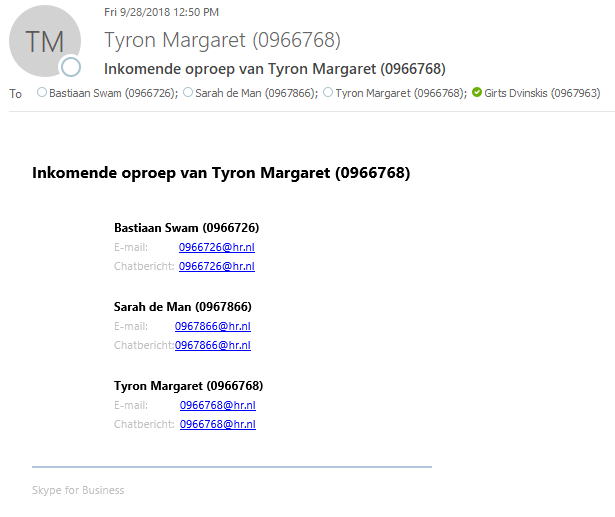 Fri 9/28/2018 12:50 PM
TM
Tyron Margaret (0966768)
Inkomende oproep van Tyron Margaret (0966768)
To Bastiaan Swam (0966726); Sarah de Man (0967866); Tyron Margaret (0966768); Girts Dvinskis (0967963)
Inkomende oproep van Tyron Margaret (0966768)
Bastiaan Swam (0966726)
E-mail: 0966726@hr.nl
Chatbericht: 0966726@hr.nl
Sarah de Man (0967866)
E-mail: 0967866@hr.nl
Chatbericht: 0967866@hr.nl
Tyron Margaret (0966768)
E-mail: 0966768@hr.nl
Chatbericht: 0966768@hr.nl
Skype for Business